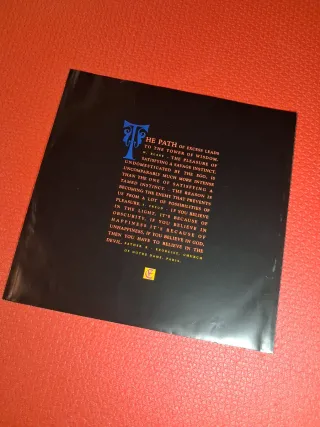 THE PATH OF EXCESS LEADS
TO THE TOWER OF WISDOM.
W. BLAKE - THE PLEASURE OF
SATISFYING A SAVAGE INSTINCT,
UNDOMESTICATED BY THE EGO, IS
UNCOMPARABLY MUCH MORE INTENSE
THAN THE ONE OF SATISFYING A
TAMED INSTINCT. THE REASON IS
BECOMING THE ENEMY THAT PREVENTS
US FROM A LOT OF POSSIBILITIES OF
PLEASURE S. FREUD - IF YOU BELIEVE
IN THE LIGHT, IT'S BECAUSE OF
OBSCURITY, IF YOU BELIEVE IN
HAPPINESS IT'S BECAUSE OF
UNHAPPINESS, IF YOU BELIEVE IN GOD,
THEN YOU HAVE TO BELIEVE IN THE
DEVIL. FATHER X - EXORCIST, CHURCH
OF NOTRE DAME, PARIS.